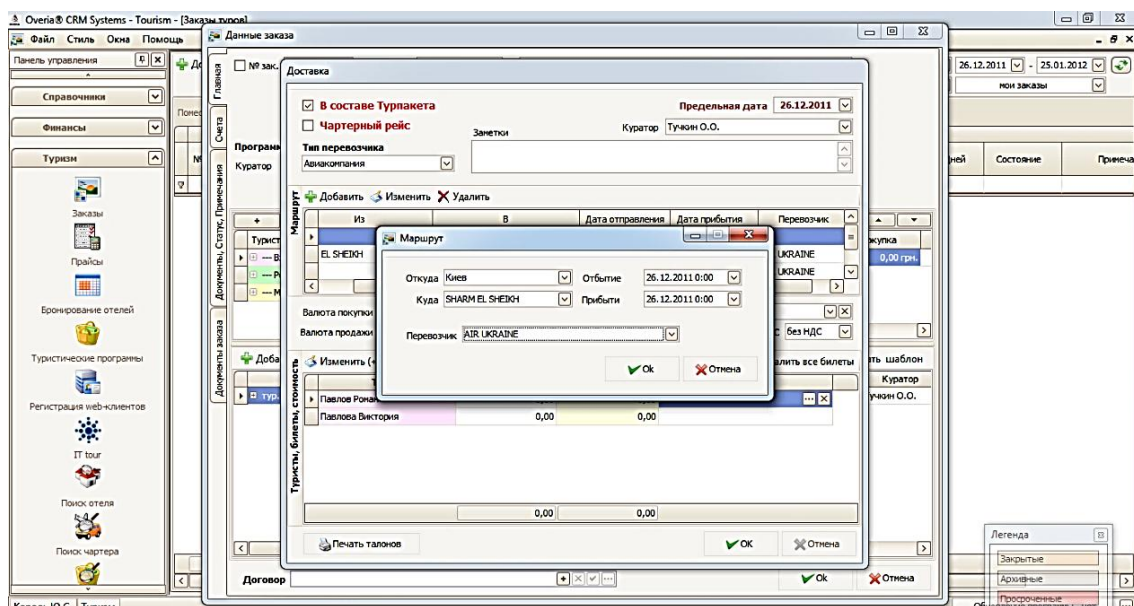 Overia® CRM Systems - Tourism - [Заказы туров]
Файл Стиль Окна Помощь
Данные заказа
Панель управления
Справочники
Финансы
Туризм
Заказы
Прайсы
Бронирование отелей
Туристические программы
Регистрация web-клиентов
IT tour
Поиск отеля
Поиск чартера
26.12.2011 - 25.01.2012
мои заказы
Состояние
Главная
Счета
Документы, Статус, Примечания
Документы заказа
№ зак.
Куратор
Турист
Договор
Ok Отмена
Доставка
В составе Турпакета
Предельная дата 26.12.2011
Чартерный рейс
Заметки
Куратор Тучкин О.О.
Тип перевозчика
Авиакомпания
Маршрут
Добавить Изменить Удалить
Из В Дата отправления Дата прибытия Перевозчик
EL SHEIKH
UKRAINE
UKRAINE
0,00 грн.
Валюта покупки
Валюта продажи
без НДС
Маршрут
Откуда Киев Отбытие 26.12.2011 0:00
Куда SHARM EL SHEIKH Прибыти 26.12.2011 0:00
Перевозчик AIR UKRAINE
Ok Отмена
Туристы, билеты, стоимость
Изменить
все билеты
шаблон
Куратор
Павлов Роман
Павлова Виктория 0,00 0,00
0,00 0,00
Печать талонов
OK Отмена
Легенда
Закрытые
Архивные
Просроченные